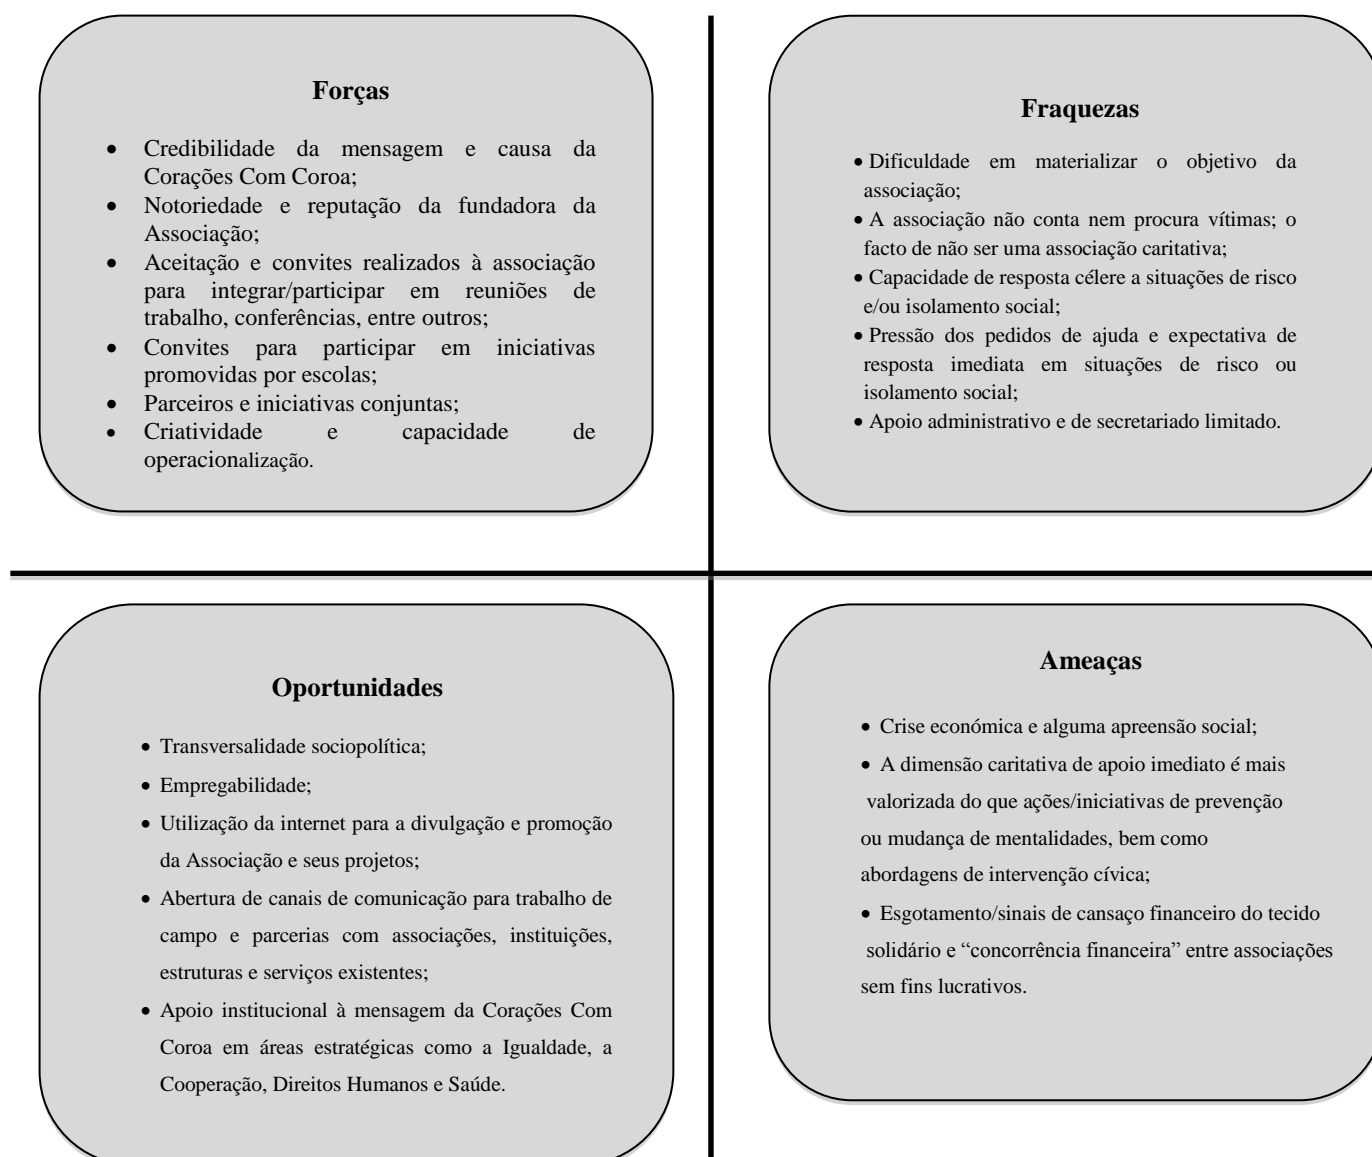 Forças
• Credibilidade da mensagem e causa da
Corações Com Coroa;
• Notoriedade e reputação da fundadora da
Associação;
• Aceitação e convites realizados à associação
para integrar/participar em reuniões de
trabalho, conferências, entre outros;
• Convites para participar em iniciativas
promovidas por escolas;
• Parceiros e iniciativas conjuntas;
• Criatividade e capacidade de
operacionalização.
Fraquezas
• Dificuldade em materializar o objetivo da
associação;
• A associação não conta nem procura vítimas; o
facto de não ser uma associação caritativa;
• Capacidade de resposta célere a situações de risco
e/ou isolamento social;
• Pressão dos pedidos de ajuda e expectativa de
resposta imediata em situações de risco ou
isolamento social;
• Apoio administrativo e de secretariado limitado.
Oportunidades
• Transversalidade sociopolítica;
• Empregabilidade;
• Utilização da internet para a divulgação e promoção
da Associação e seus projetos;
• Abertura de canais de comunicação para trabalho de
campo e parcerias com associações, instituições,
estruturas e serviços existentes;
• Apoio institucional à mensagem da Corações Com
Coroa em áreas estratégicas como a Igualdade, a
Cooperação, Direitos Humanos e Saúde.
Ameaças
• Crise económica e alguma apreensão social;
• A dimensão caritativa de apoio imediato é mais
valorizada do que ações/iniciativas de prevenção
ou mudança de mentalidades, bem como
abordagens de intervenção cívica;
• Esgotamento/sinais de cansaço financeiro do tecido
solidário e “concorrência financeira” entre associações
sem fins lucrativos.